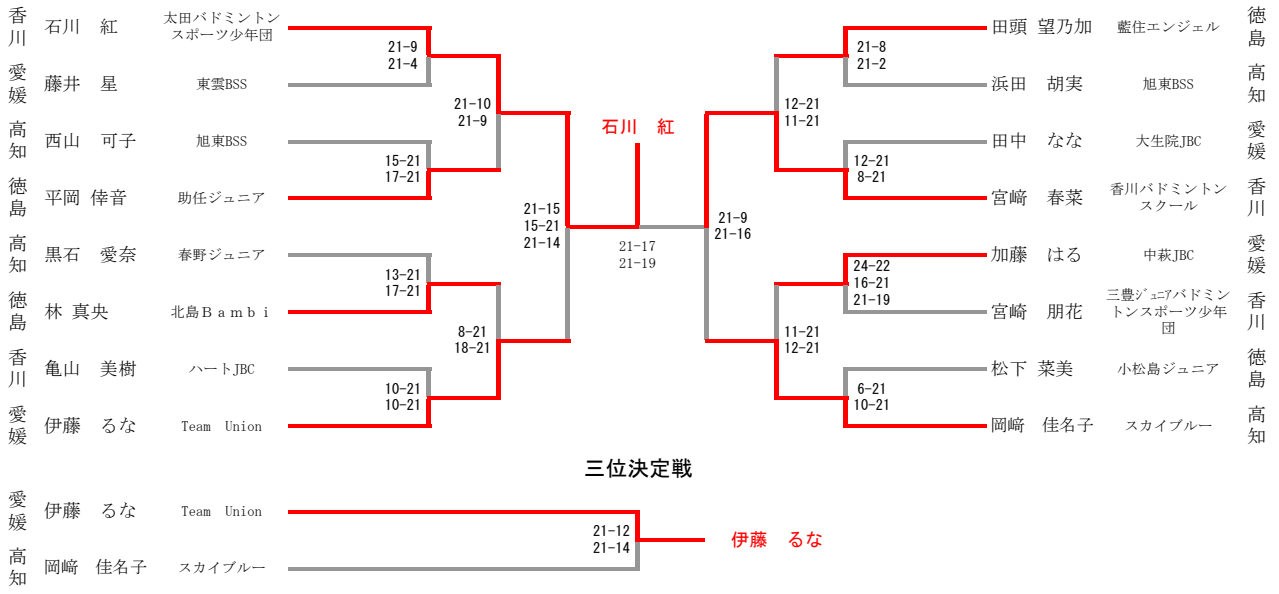 香川 石川 紅 太田バドミントン
スポーツ少年団
21-9
21-4
愛媛 藤井 星 東雲BSS
21-10
21-9
高知 西山 可子 旭東BSS
15-21
17-21
徳島 平岡 倖音 助任ジュニア
21-15
15-21
21-14
高知 黒石 愛奈 春野ジュニア
13-21
17-21
徳島 林 真央 北島Ｂａｍｂｉ
8-21
18-21
香川 亀山 美樹 ハートJBC
10-21
10-21
愛媛 伊藤 るな Team Union
石川 紅
21-17
21-19
田頭 望乃加 藍住エンジェル 徳島
21-8
21-2
浜田 胡実 旭東BSS 高知
12-21
11-21
田中 なな 大生院JBC 愛媛
12-21
8-21
宮﨑 春菜 香川バドミントン
スクール 香川
21-9
21-16
加藤 はる 中萩JBC 愛媛
24-22
16-21
21-19
宮崎 朋花 三豊ｼﾞｭﾆｱバドミン
トンスポーツ少年
団 香川
11-21
12-21
松下 菜美 小松島ジュニア 徳島
6-21
10-21
岡﨑 佳名子 スカイブルー 高知
三位決定戦
愛媛 伊藤 るな Team Union
21-12
21-14
伊藤 るな
高知 岡﨑 佳名子 スカイブルー